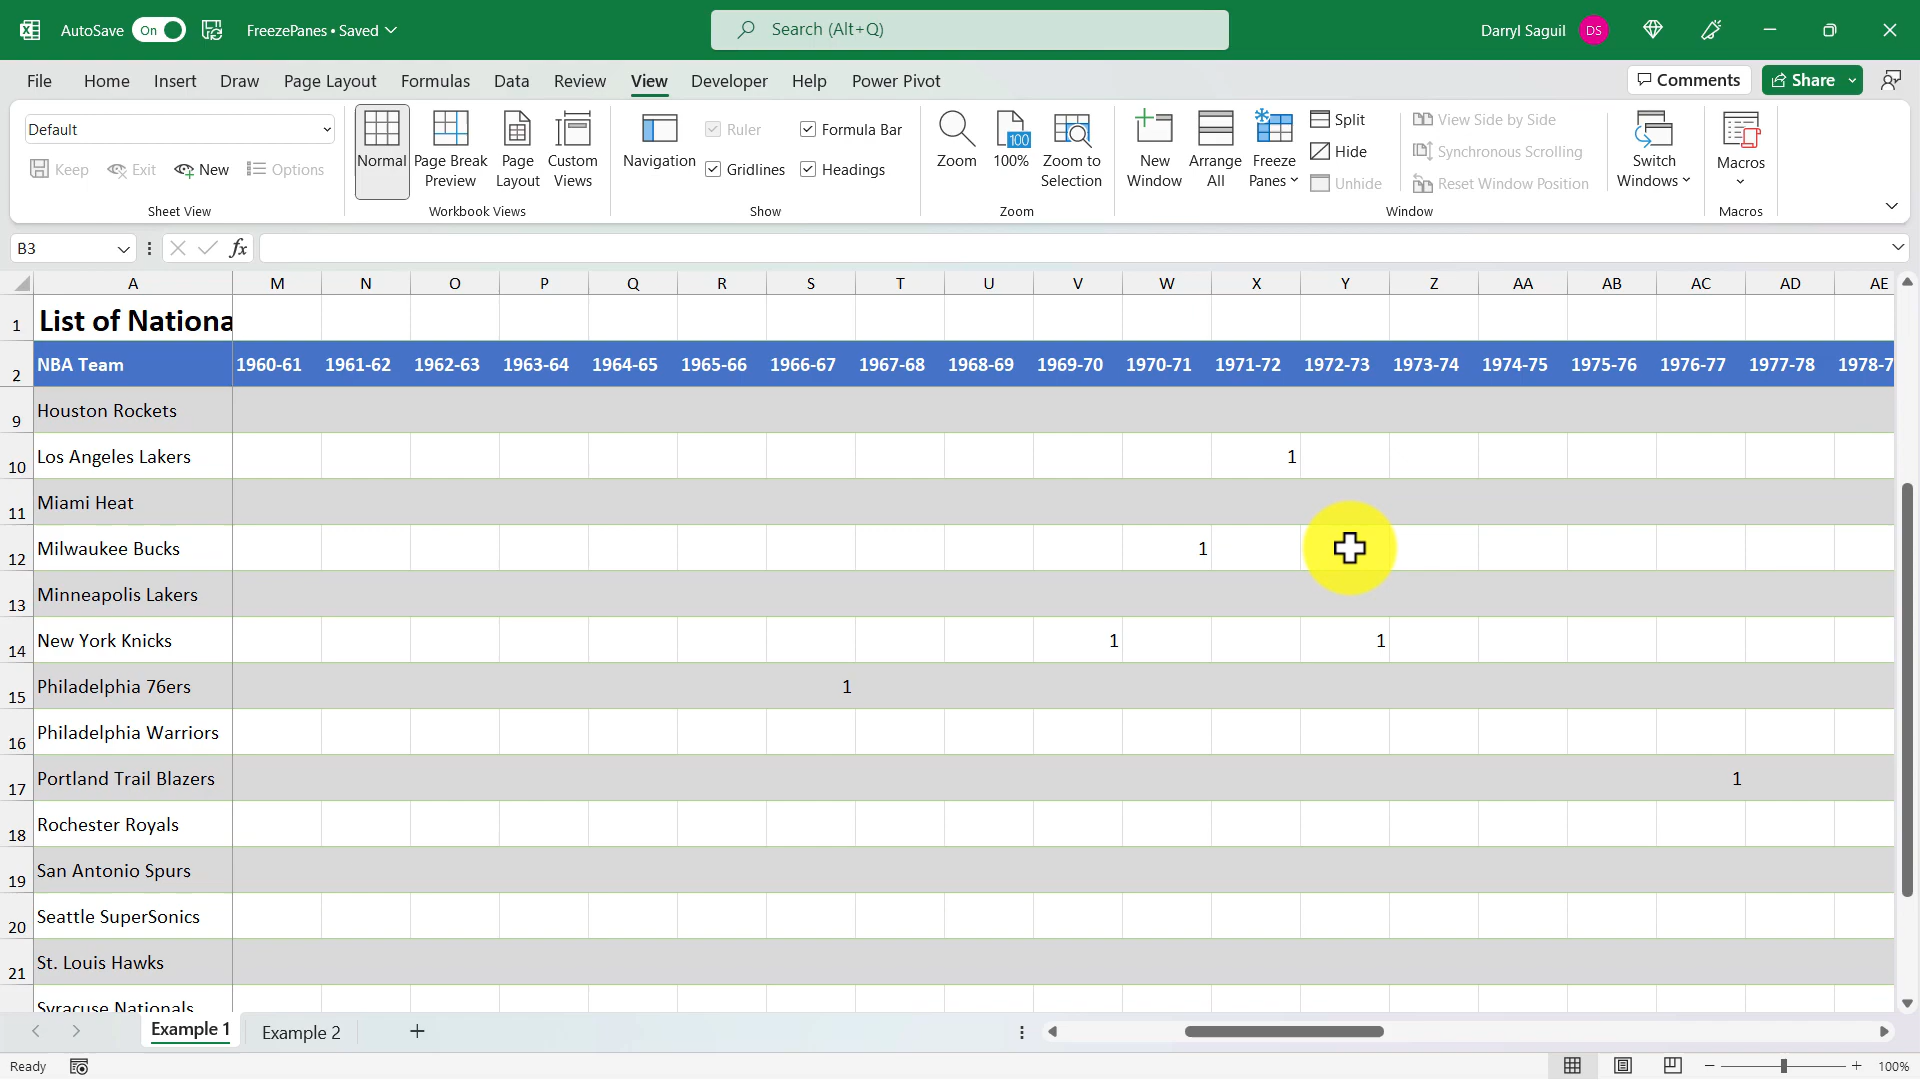 AutoSave On FreezePanes • Saved Search (Alt+Q) Darryl Saguil DS
File Home Insert Draw Page Layout Formulas Data Review View Developer Help Power Pivot Comments Share
Default
Keep Exit New Options
Sheet View
Normal Page Break Preview Page Layout Custom Views
Workbook Views
Navigation Ruler Formula Bar
Gridlines Headings
Show
Zoom 100 100% Zoom to Selection
Zoom
New Window Arrange All Freeze Panes
Split View Side by Side
Hide Synchronous Scrolling
Unhide Reset Window Position
Switch Windows
Window
Macros
Macros
B3 fx
A M N O P Q R S T U V W X Y Z AA AB AC AD AE
1 List of Nationa
2 NBA Team 1960-61 1961-62 1962-63 1963-64 1964-65 1965-66 1966-67 1967-68 1968-69 1969-70 1970-71 1971-72 1972-73 1973-74 1974-75 1975-76 1976-77 1977-78 1978-7
9 Houston Rockets
10 Los Angeles Lakers 1
11 Miami Heat
12 Milwaukee Bucks 1
13 Minneapolis Lakers
14 New York Knicks 1 1
15 Philadelphia 76ers 1
16 Philadelphia Warriors
17 Portland Trail Blazers 1
18 Rochester Royals
19 San Antonio Spurs
20 Seattle SuperSonics
21 St. Louis Hawks
Syracuse Nationals
Example 1 Example 2
Ready 100%